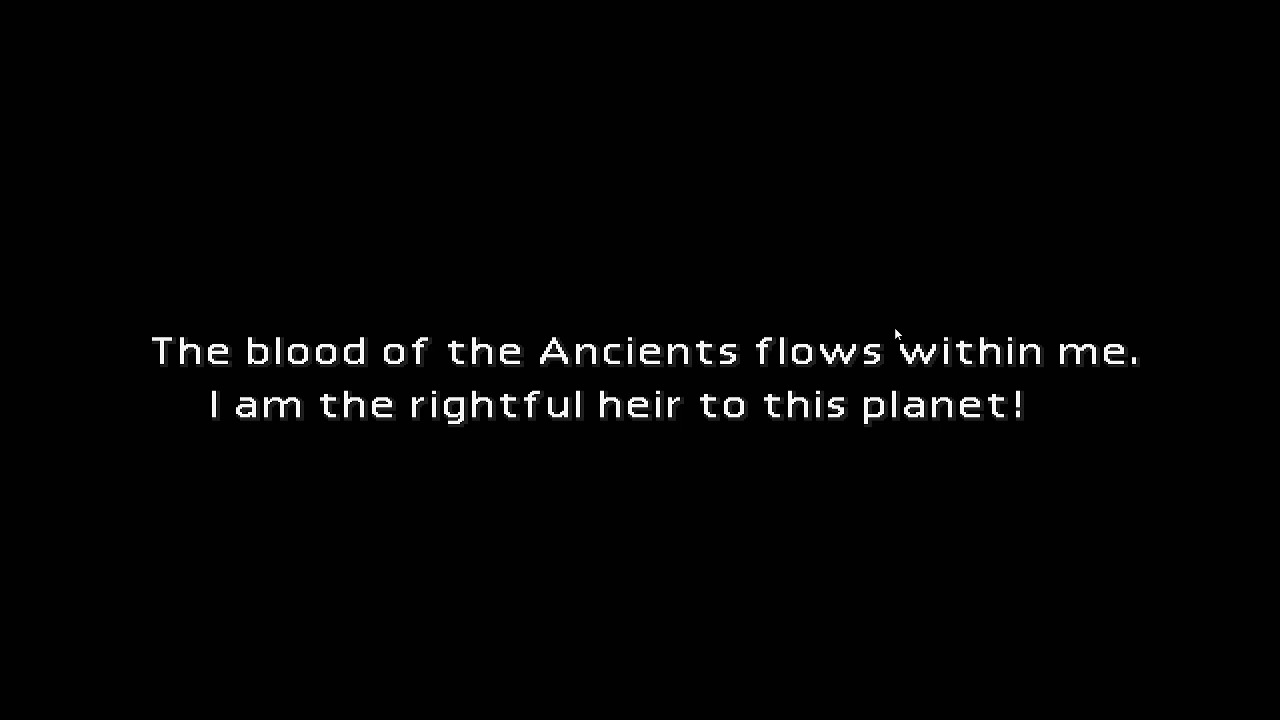 The blood of the Ancients flows within me.
I am the rightful heir to this planet!